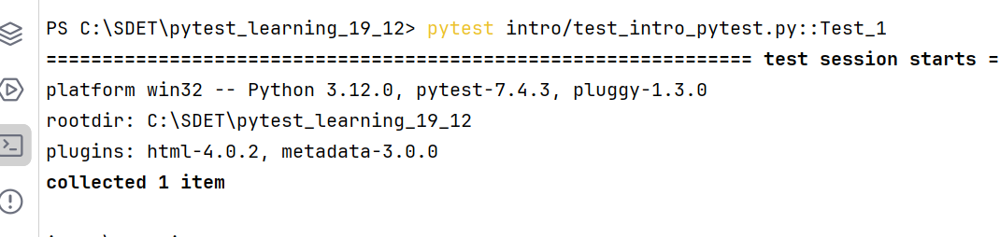 PS C:\SDET\pytest_learning_19_12> pytest intro/test_intro_pytest.py::Test_1
=============================================================== test session starts =
platform win32 -- Python 3.12.0, pytest-7.4.3, pluggy-1.3.0
rootdir: C:\SDET\pytest_learning_19_12
plugins: html-4.0.2, metadata-3.0.0
collected 1 item